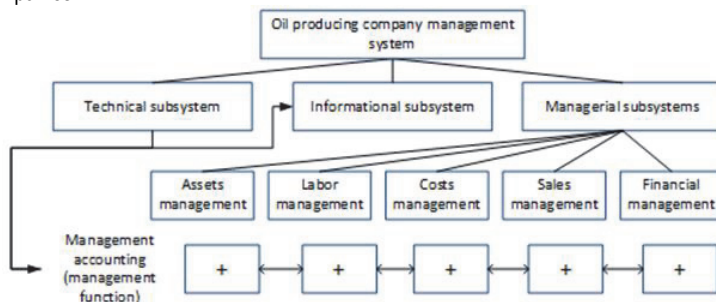 Oil producing company management
system
Technical subsystem
Informational subsystem
Managerial subsystems
Assets
management
Labor
management
Costs
management
Sales
management
Financial
management
Management
accounting
(management
function)
+
+
+
+
+